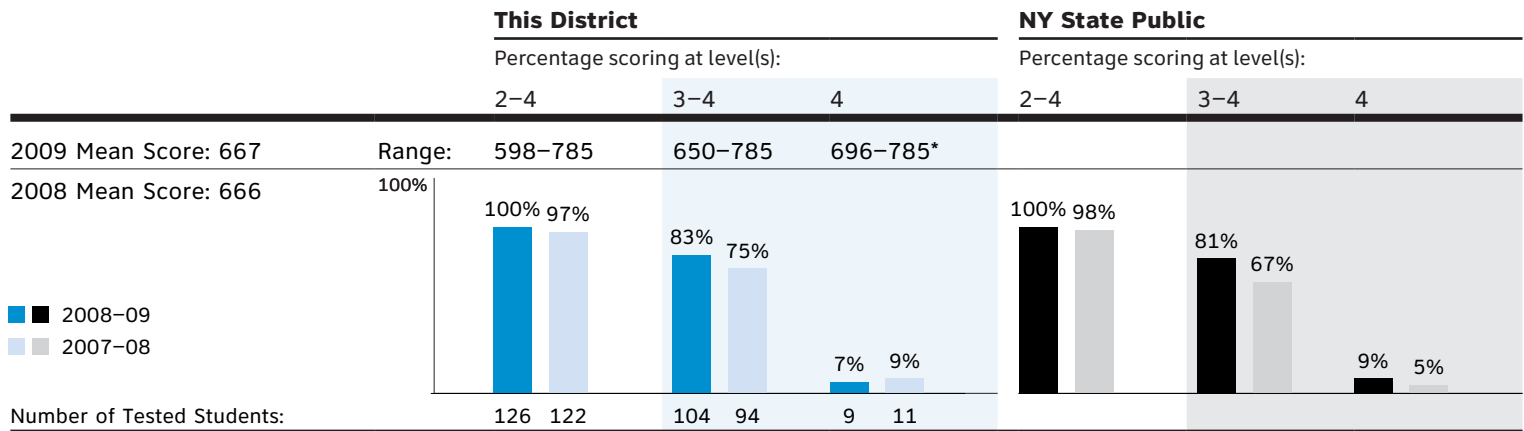 This District NY State Public
Percentage scoring at level(s): Percentage scoring at level(s):
2–4 3–4 4 2–4 3–4 4
2009 Mean Score: 667 Range: 598–785 650–785 696–785*
2008 Mean Score: 666 100%
100% 97% 100% 98%
83% 75% 81% 67%
7% 9% 9% 5%
2008–09
2007–08
Number of Tested Students: 126 122 104 94 9 11